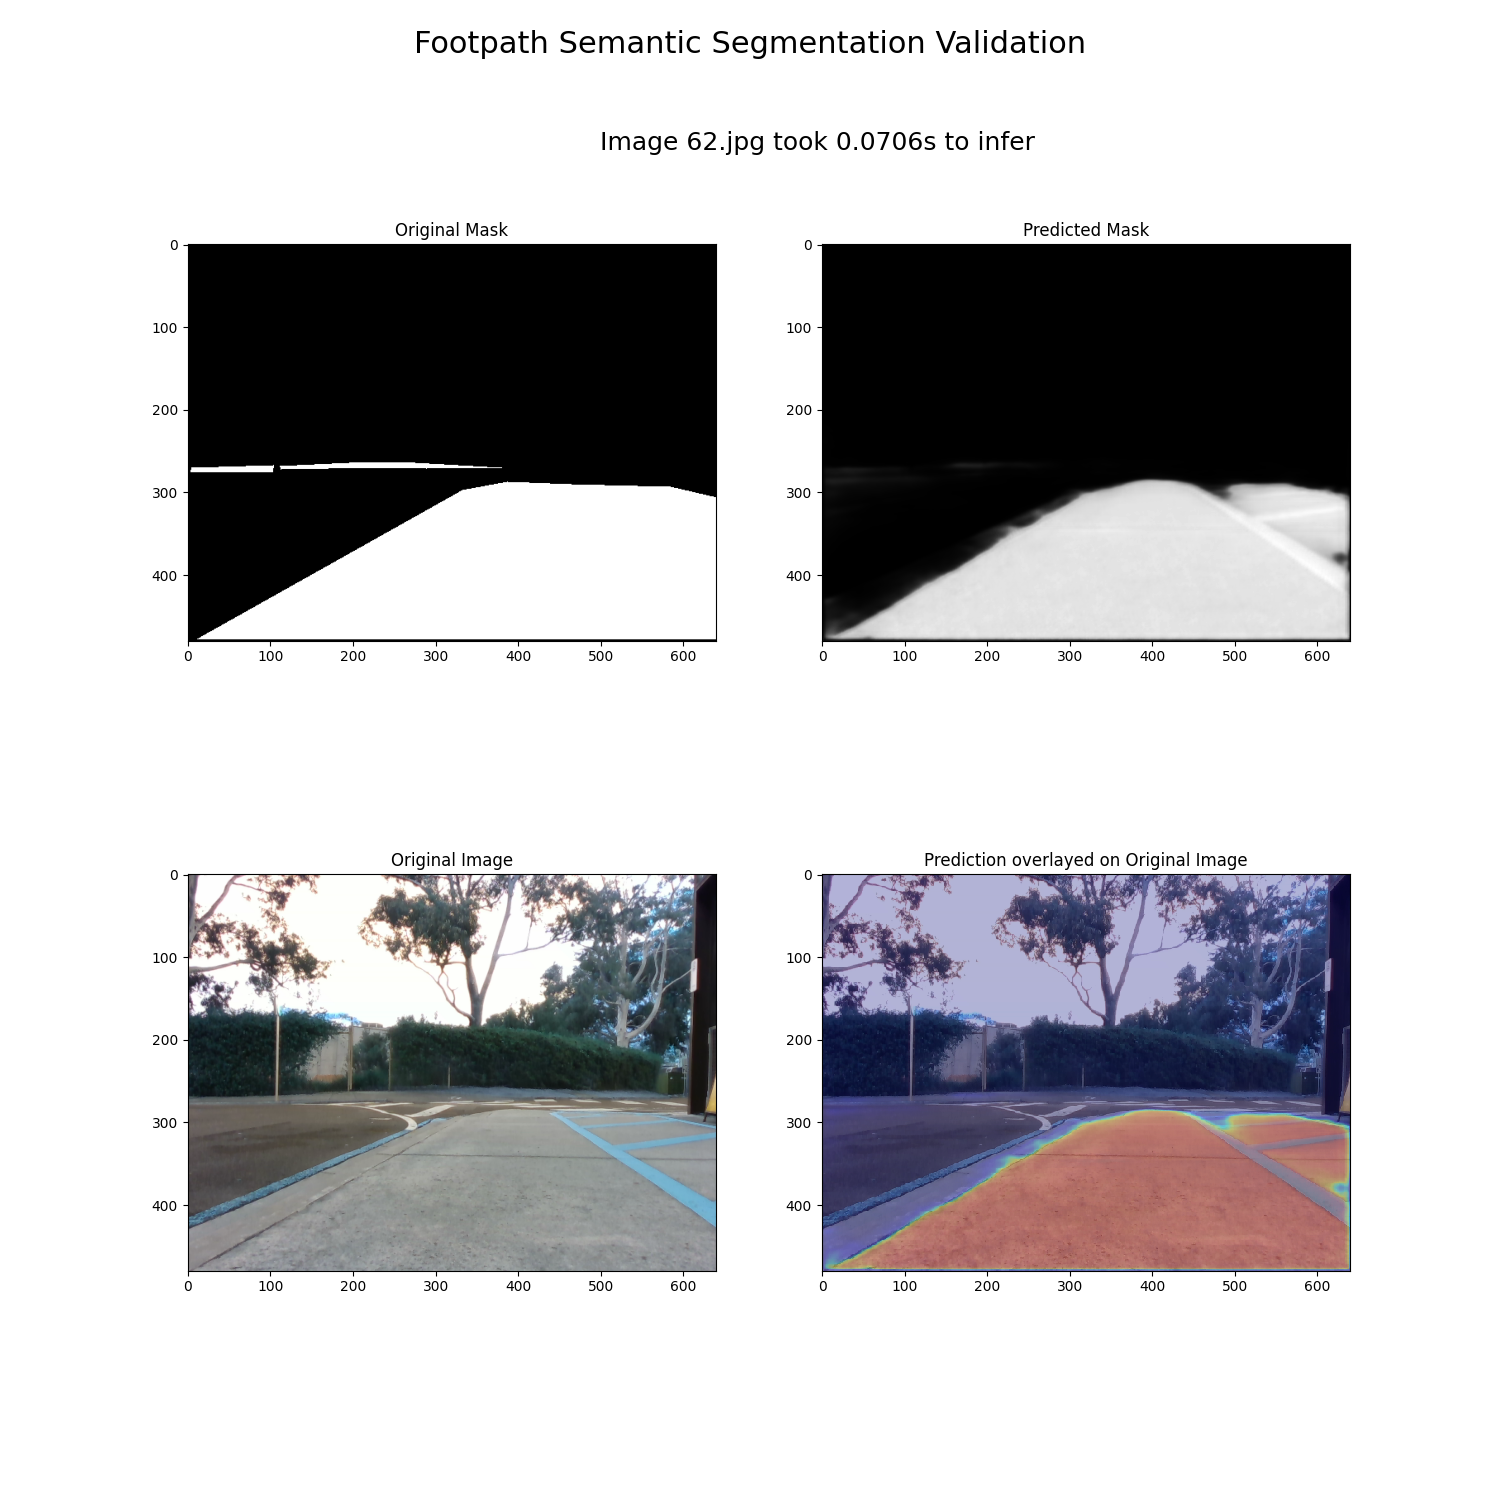 Footpath Semantic Segmentation Validation
Image 62.jpg took 0.0706s to infer
Original Mask
0
100
200
300
400
0 100 200 300 400 500 600
Predicted Mask
0
100
200
300
400
0 100 200 300 400 500 600
Original Image
0
100
200
300
400
0 100 200 300 400 500 600
Prediction overlayed on Original Image
0
100
200
300
400
0 100 200 300 400 500 600